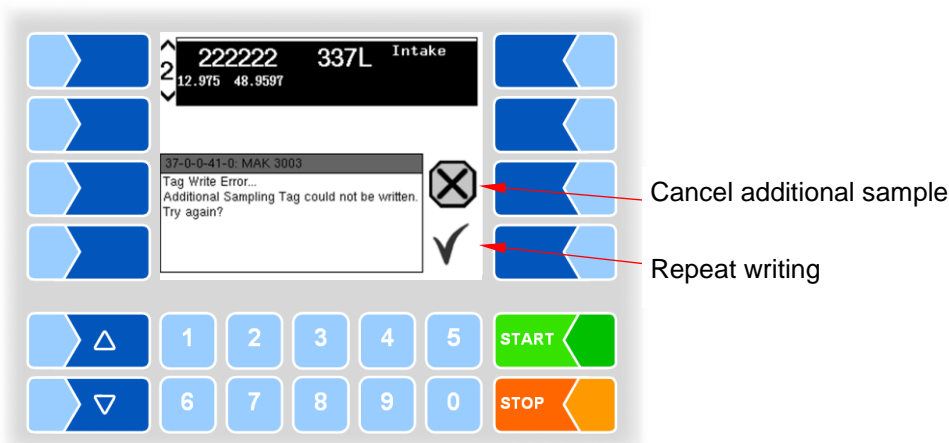 222222 337L Intake
2
12.975 48.9597
37-0-0-41-0: MAK 3003
Tag Write Error...
Additional Sampling Tag could not be written.
Try again?
Cancel additional sample
Repeat writing
1 2 3 4 5 START
6 7 8 9 0 STOP